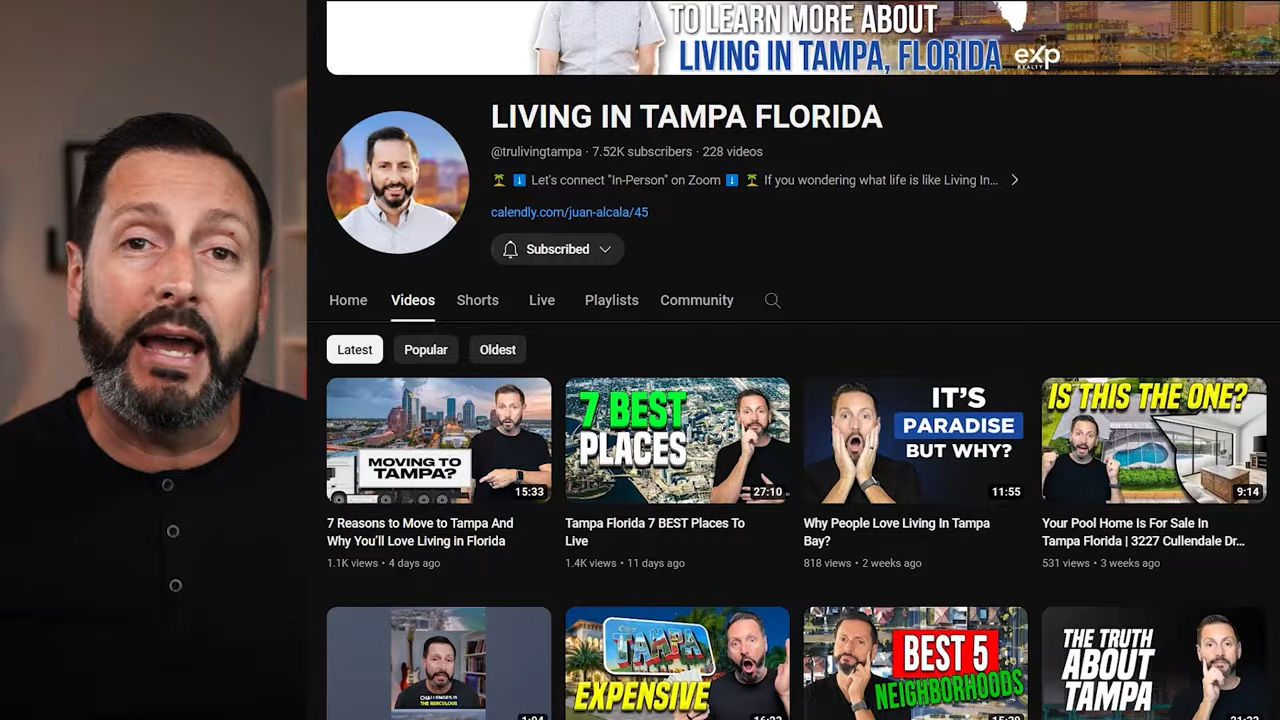 TO LEARN MORE ABOUT
LIVING IN TAMPA, FLORIDA
eXp
REALTY
LIVING IN TAMPA FLORIDA
@trulivingtampa · 7.52K subscribers · 228 videos
🌴 ⬇️ Let's connect "In-Person" on Zoom ⬇️ 🌴 If you wondering what life is like Living In...
calendly.com/juan-alcala/45
Subscribed
Home Videos Shorts Live Playlists Community
Latest Popular Oldest
MOVING TO
TAMPA?
15:33
7 BEST
PLACES
27:10
IT'S
PARADISE
BUT WHY?
11:55
IS THIS THE ONE?
9:14
7 Reasons to Move to Tampa And
Why You'll Love Living in Florida
1.1K views · 4 days ago
Tampa Florida 7 BEST Places To
Live
1.4K views · 11 days ago
Why People Love Living In Tampa
Bay?
818 views · 2 weeks ago
Your Pool Home Is For Sale In
Tampa Florida | 3227 Cullendale Dr...
531 views · 3 weeks ago
CHALLENGES IS
THE RIDICULOUS
1:04
TAMPA
EXPENSIVE
BEST 5
NEIGHBORHOODS
THE TRUTH
ABOUT
TAMPA